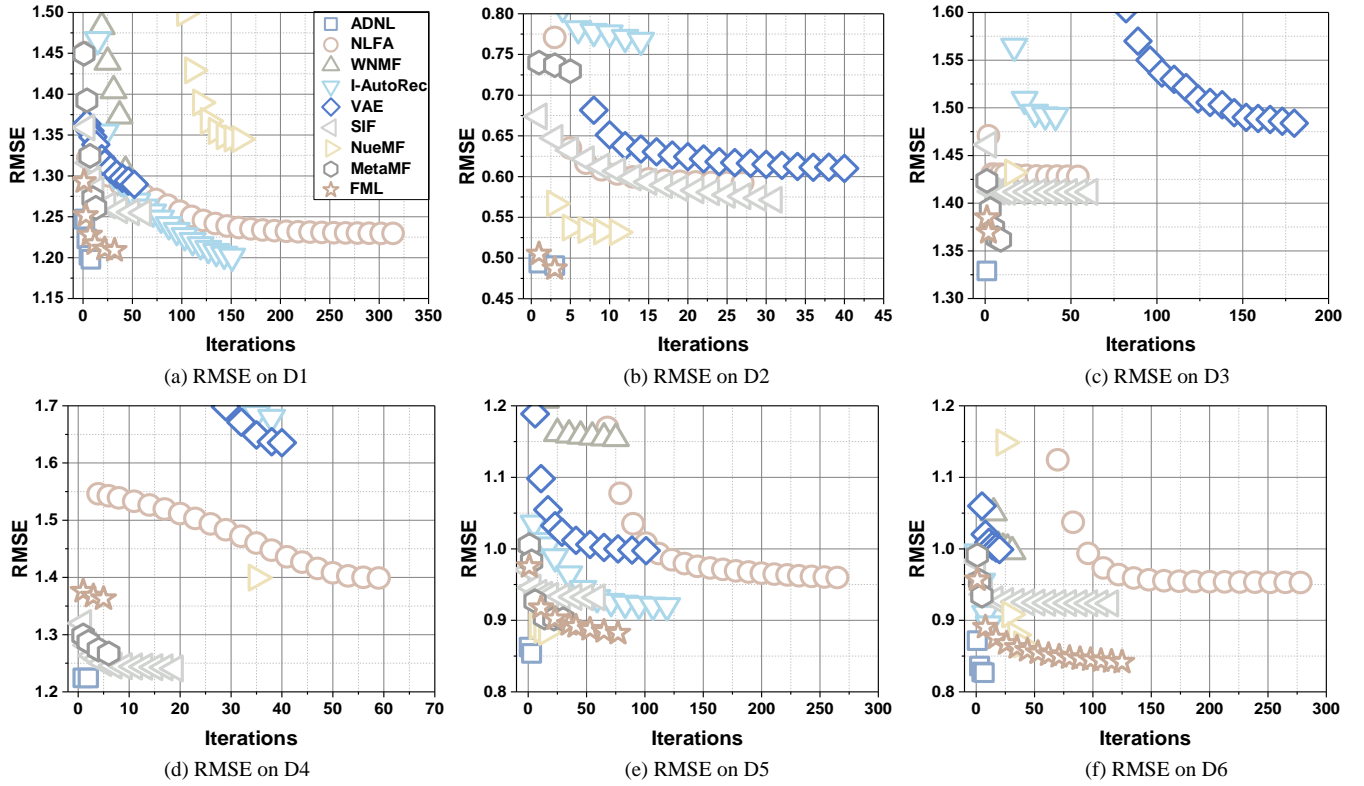 1.50
1.45
1.40
1.35
1.30
1.25
1.20
1.15
RMSE
0 50 100 150 200 250 300 350
Iterations
ADNL
NLFA
WNMF
I-AutoRec
VAE
SIF
NueMF
MetaMF
FML
(a) RMSE on D1
0.80
0.75
0.70
0.65
0.60
0.55
0.50
0.45
RMSE
0 5 10 15 20 25 30 35 40 45
Iterations
(b) RMSE on D2
1.60
1.55
1.50
1.45
1.40
1.35
1.30
RMSE
0 50 100 150 200
Iterations
(c) RMSE on D3
1.7
1.6
1.5
1.4
1.3
1.2
RMSE
0 10 20 30 40 50 60 70
Iterations
(d) RMSE on D4
1.2
1.1
1.0
0.9
0.8
RMSE
0 50 100 150 200 250 300
Iterations
(e) RMSE on D5
1.2
1.1
1.0
0.9
0.8
RMSE
0 50 100 150 200 250 300
Iterations
(f) RMSE on D6